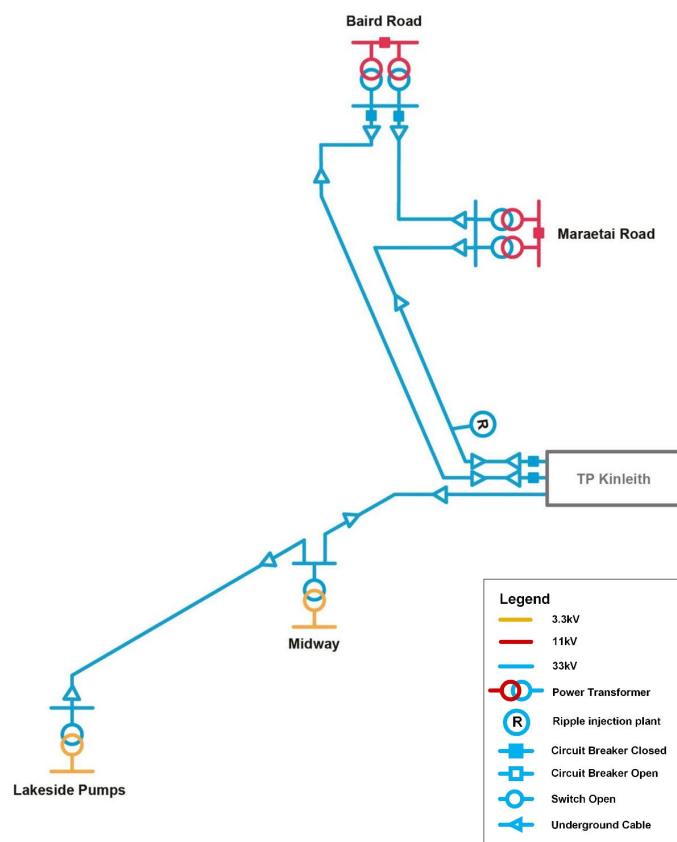 Baird Road
Maraetai Road
R
TP Kinleith
Midway
Lakeside Pumps
Legend
3.3kV
11kV
33kV
Power Transformer
R
Ripple injection plant
Circuit Breaker Closed
Circuit Breaker Open
Switch Open
Underground Cable